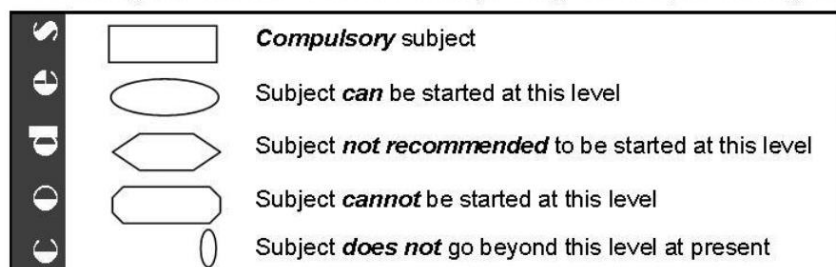 Codes
Compulsory subject
Subject can be started at this level
Subject not recommended to be started at this level
Subject cannot be started at this level
Subject does not go beyond this level at present